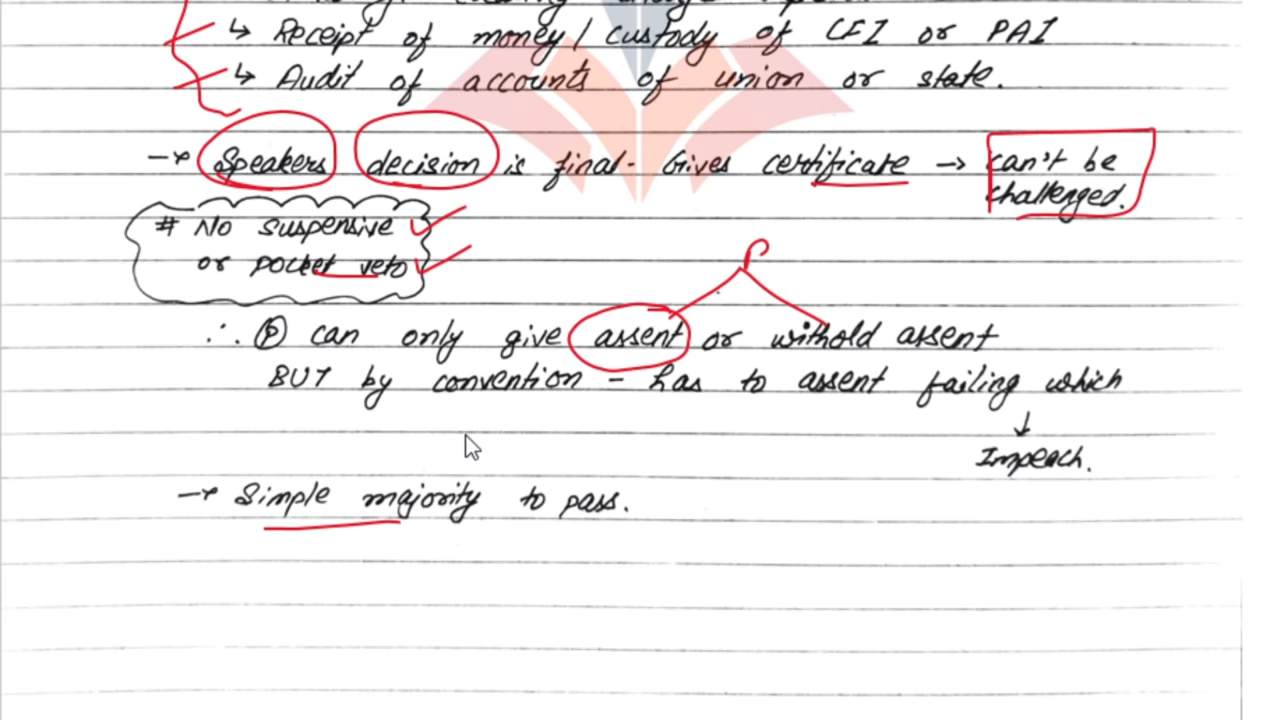 ↳ Receipt of money / custody of CFI or PAI
↳ Audit of accounts of union or state.
→ Speakers decision is final. Gives certificate → can't be challenged.
# No suspensive
or pocket veto
P
∴ Ⓟ can only give assent or withold assent
BUT by convention - has to assent failing which
↓
Impeach.
→ Simple majority to pass.